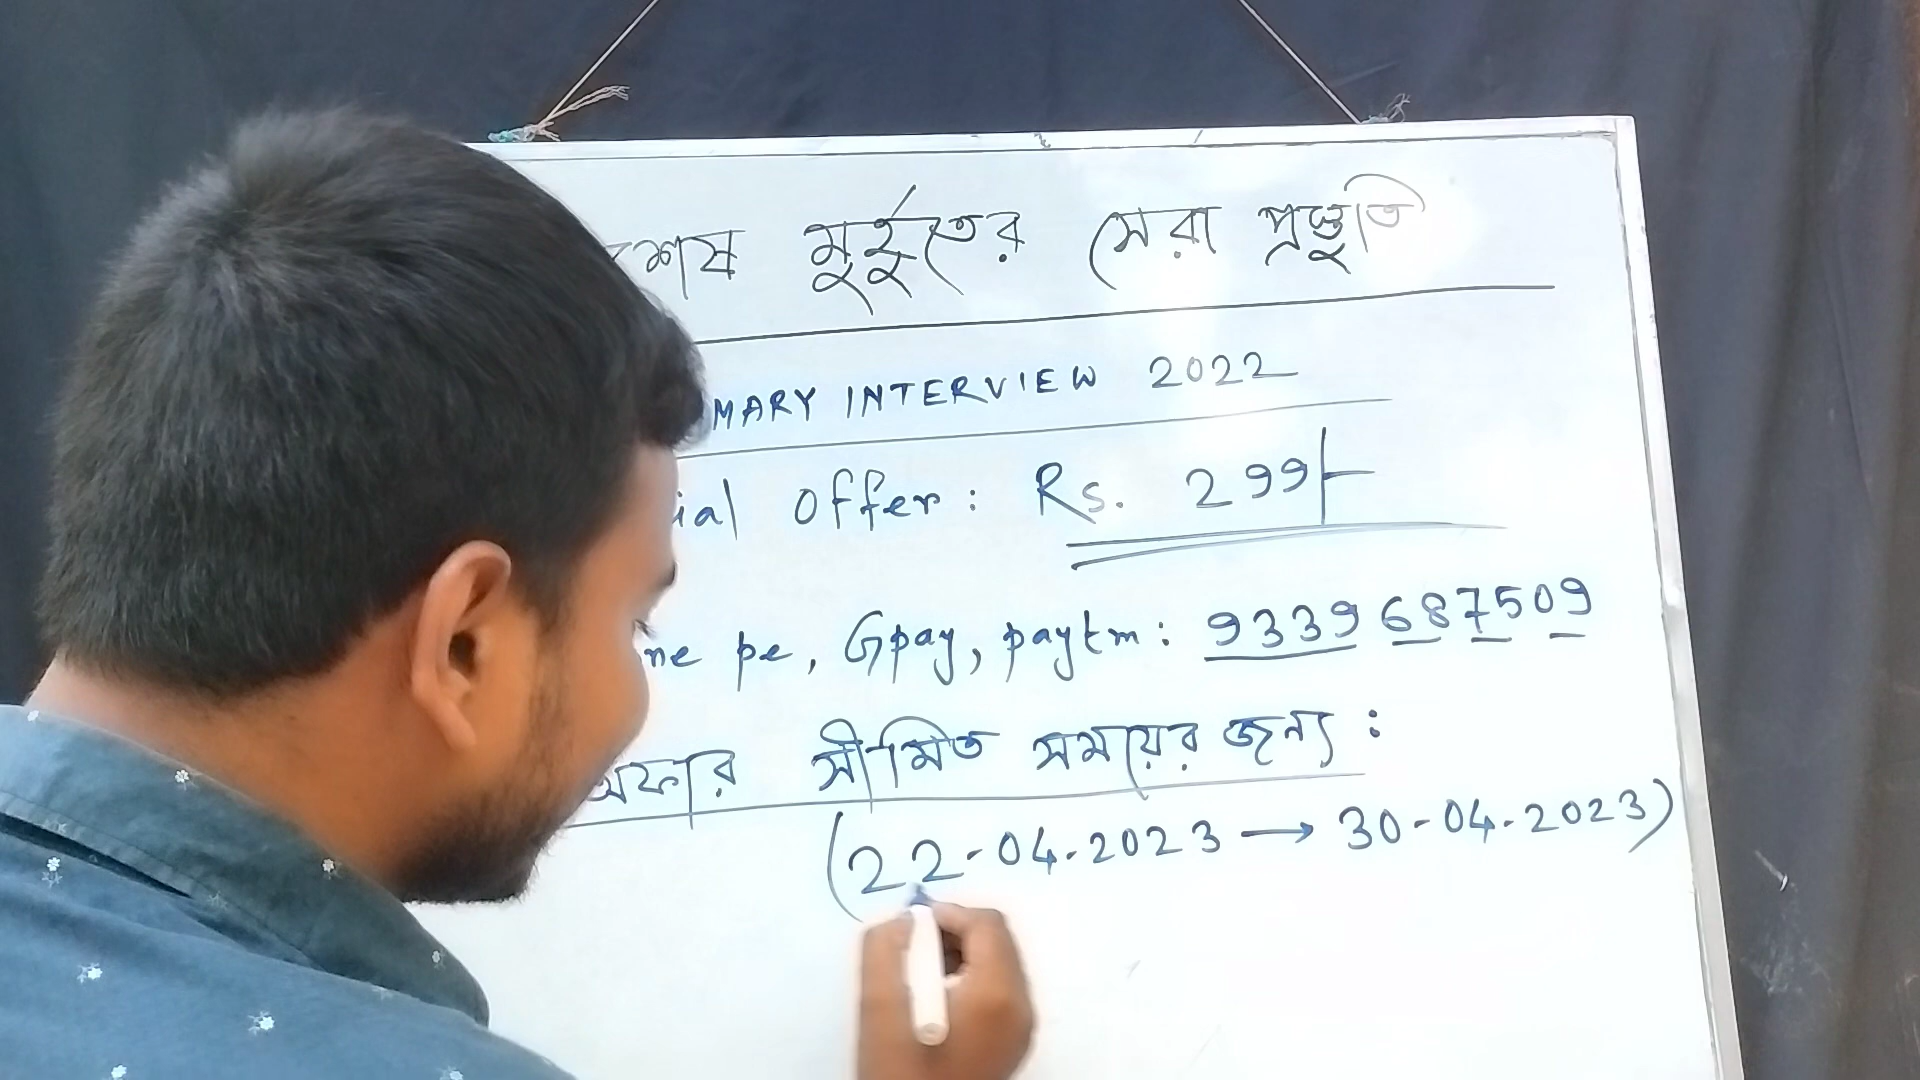 শেষ মুর্হুতের সেরা প্রস্তুতি
MARY INTERVIEW 2022
ial Offer: Rs. 299/-
ne pe, Gpay, paytm: 9339687509
অফার সীমিত সময়ের জন্য:
(22-04.2023 → 30-04.2023)